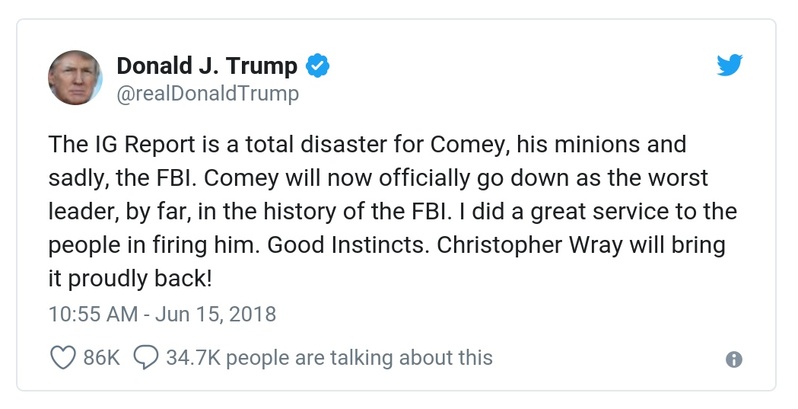 Donald J. Trump
@realDonaldTrump
The IG Report is a total disaster for Comey, his minions and
sadly, the FBI. Comey will now officially go down as the worst
leader, by far, in the history of the FBI. I did a great service to the
people in firing him. Good Instincts. Christopher Wray will bring
it proudly back!
10:55 AM - Jun 15, 2018
86K 34.7K people are talking about this